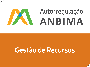 Autorregulação
ANBIMA
Gestão de Recursos